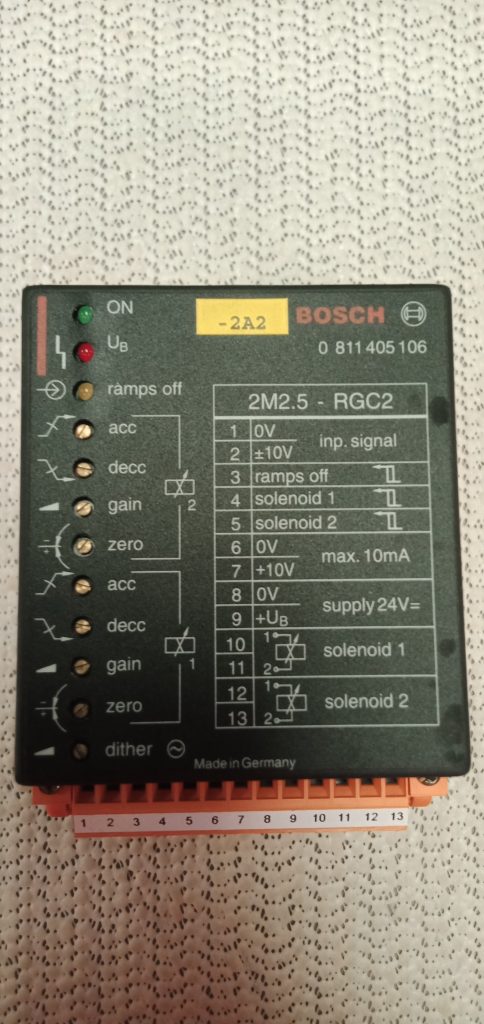 ON
-2A2
BOSCH
UB
0 811 405 106
ramps off
2M2.5 - RGC2
acc
decc
gain
2
zero
acc
decc
gain
1
zero
dither
1 0V
inp. signal
2 ±10V
3 ramps off
4 solenoid 1
5 solenoid 2
6 0V
max. 10mA
7 +10V
8 0V
supply 24V=
9 +UB
10 1
solenoid 1
11 2
12 1
solenoid 2
13 2
Made in Germany
1 2 3 4 5 6 7 8 9 10 11 12 13